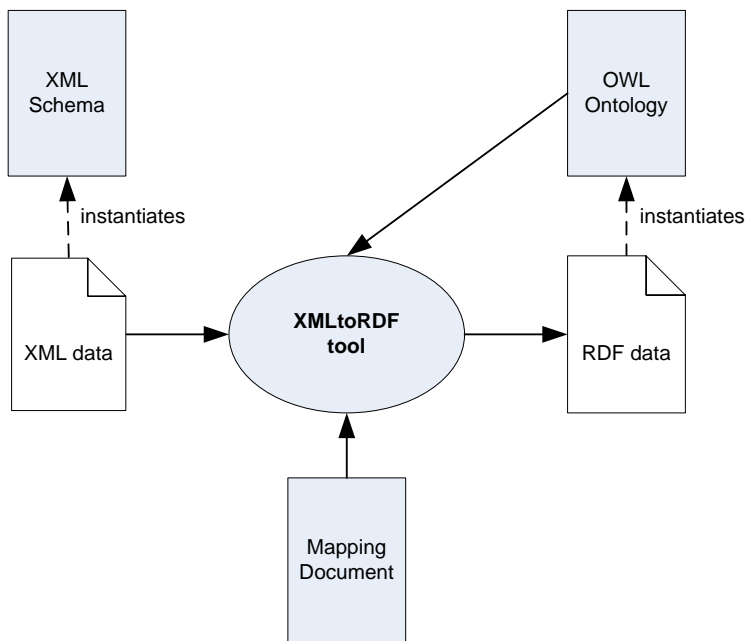 XML
Schema
OWL
Ontology
instantiates
instantiates
XML data
XMLtoRDF
tool
RDF data
Mapping
Document